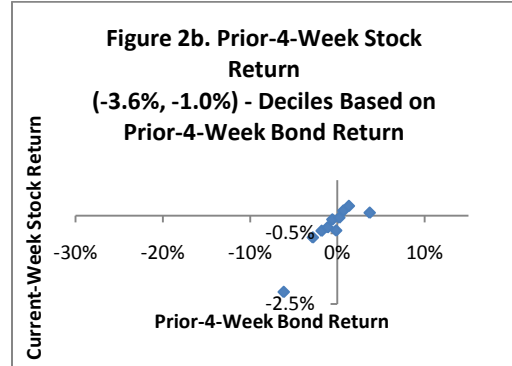 Figure 2b. Prior-4-Week Stock
Return
(-3.6%, -1.0%) - Deciles Based on
Prior-4-Week Bond Return
Current-Week Stock Return
-0.5%
-30%
-20%
-10%
0%
10%
-2.5%
Prior-4-Week Bond Return